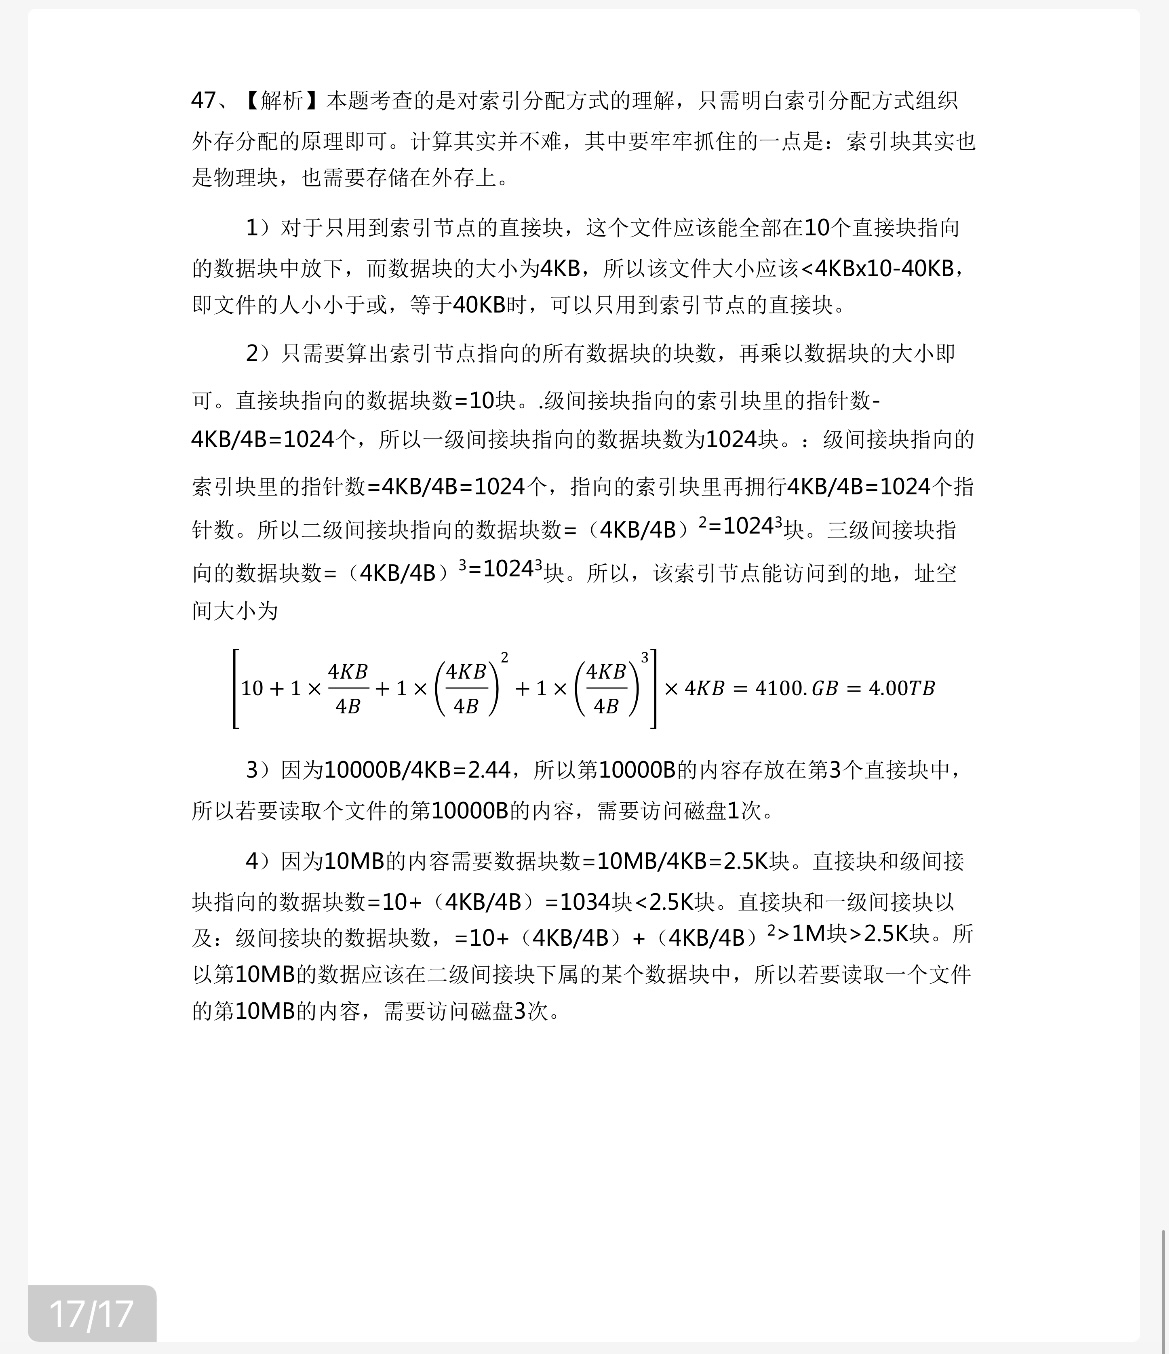 47、【解析】本题考查的是对索引分配方式的理解，只需明白索引分配方式组织
外存分配的原理即可。计算其实并不难，其中要牢牢抓住的一点是：索引块其实也
是物理块，也需要存储在外存上。
1）对于只用到索引节点的直接块，这个文件应该能全部在10个直接块指向
的数据块中放下，而数据块的大小为4KB，所以该文件大小应该<4KBx10-40KB，
即文件的人小小于或，等于40KB时，可以只用到索引节点的直接块。
2）只需要算出索引节点指向的所有数据块的块数，再乘以数据块的大小即
可。直接块指向的数据块数=10块。.级间接块指向的索引块里的指针数-
4KB/4B=1024个，所以一级间接块指向的数据块数为1024块。：级间接块指向的
索引块里的指针数=4KB/4B=1024个，指向的索引块里再拥行4KB/4B=1024个指
针数。所以二级间接块指向的数据块数=（4KB/4B）²=1024³块。三级间接块指
向的数据块数=（4KB/4B）³=1024³块。所以，该索引节点能访问到的地，址空
间大小为
[10 + 1 × 4KB/4B + 1 × (4KB/4B)² + 1 × (4KB/4B)³] × 4KB = 4100. GB = 4.00TB
3）因为10000B/4KB=2.44，所以第10000B的内容存放在第3个直接块中，
所以若要读取个文件的第10000B的内容，需要访问磁盘1次。
4）因为10MB的内容需要数据块数=10MB/4KB=2.5K块。直接块和级间接
块指向的数据块数=10+（4KB/4B）=1034块<2.5K块。直接块和一级间接块以
及：级间接块的数据块数，=10+（4KB/4B）+（4KB/4B）²>1M块>2.5K块。所
以第10MB的数据应该在二级间接块下属的某个数据块中，所以若要读取一个文件
的第10MB的内容，需要访问磁盘3次。
17/17